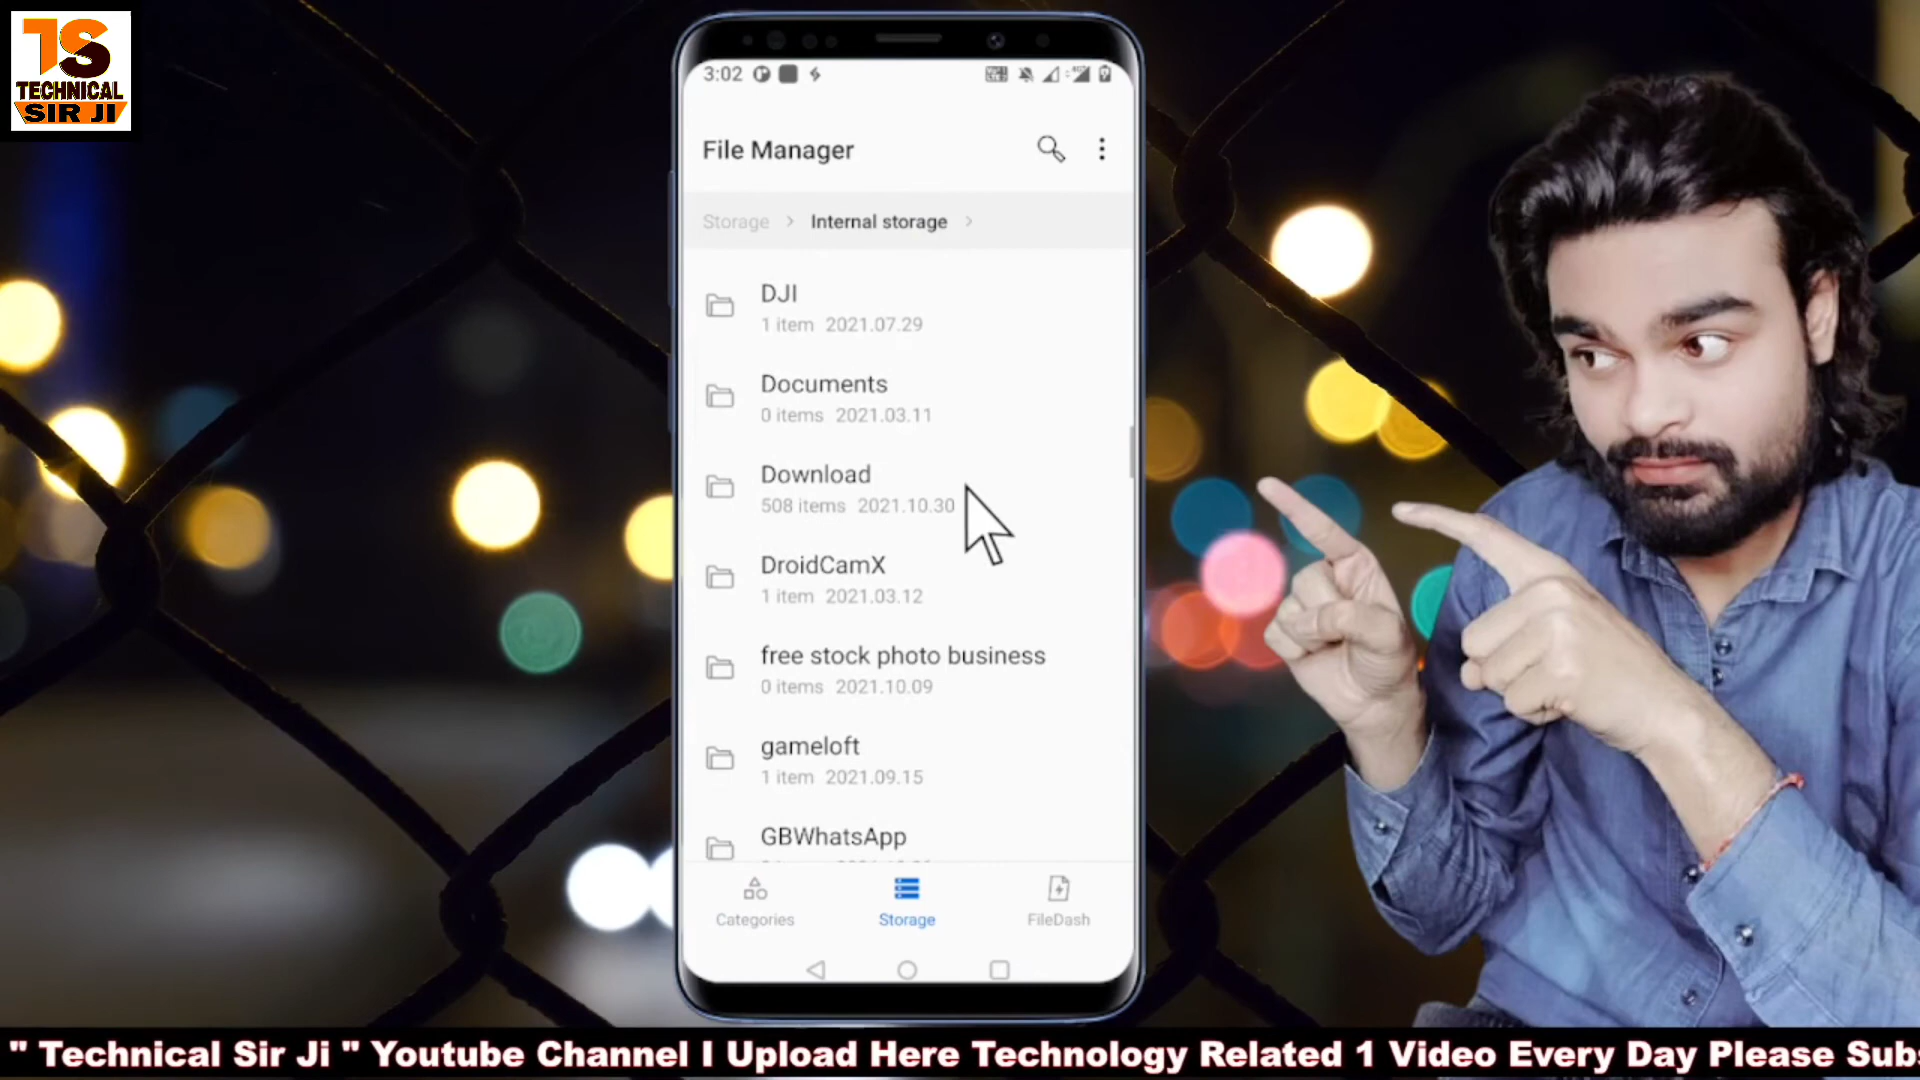 TS
TECHNICAL
SIR JI
3:02
File Manager
Storage > Internal storage >
DJI
1 item 2021.07.29
Documents
0 items 2021.03.11
Download
508 items 2021.10.30
DroidCamX
1 item 2021.03.12
free stock photo business
0 items 2021.10.09
gameloft
1 item 2021.09.15
GBWhatsApp
Categories
Storage
FileDash
" Technical Sir Ji " Youtube Channel I Upload Here Technology Related 1 Video Every Day Please Subs